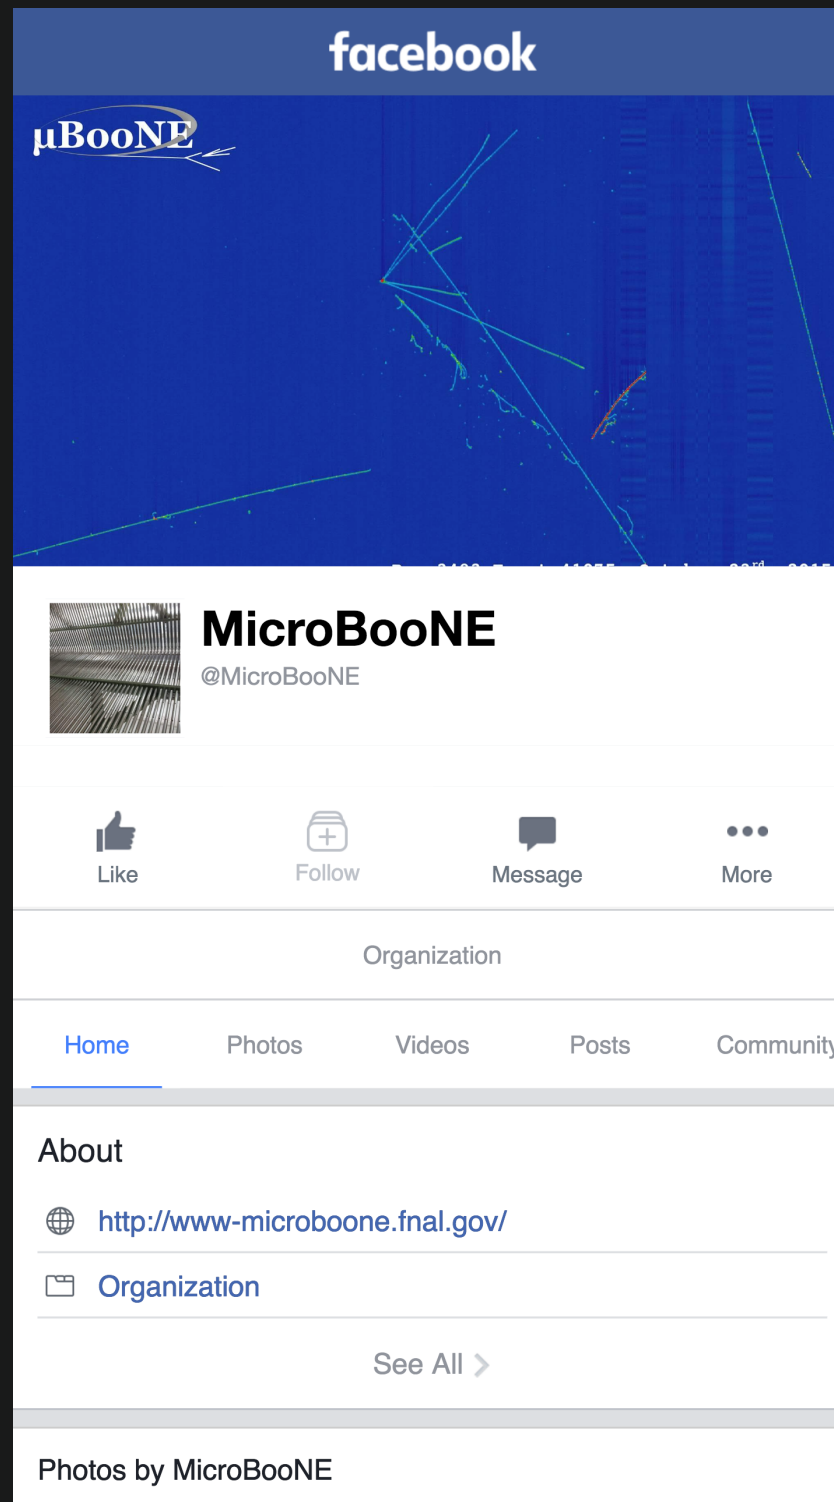 facebook
µBooNE
MicroBooNE
@MicroBooNE
Like
Follow
Message
More
Organization
Home
Photos
Videos
Posts
Community
About
http://www-microboone.fnal.gov/
Organization
See All
Photos by MicroBooNE